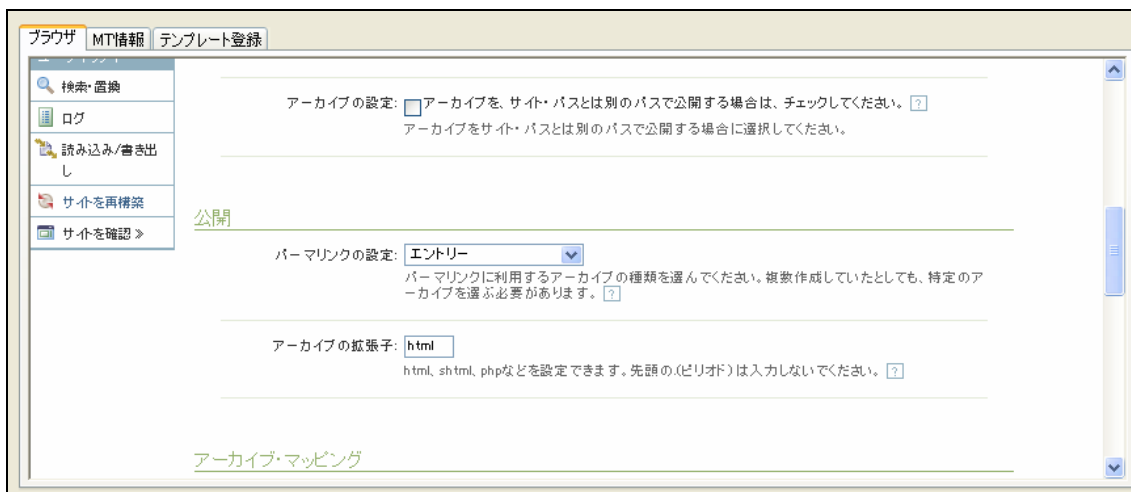 ブラウザ MT情報 テンプレート登録
検索・置換
ログ
読み込み/書き出
し
サイトを再構築
サイトを確認 »
アーカイブの設定: アーカイブを、サイト・パスとは別のパスで公開する場合は、チェックしてください。 ?
アーカイブをサイト・パスとは別のパスで公開する場合に選択してください。
公開
パーマリンクの設定: エントリー
パーマリンクに利用するアーカイブの種類を選んでください。複数作成していたとしても、特定のア
ーカイブを選ぶ必要があります。 ?
アーカイブの拡張子: html
html、shtml、phpなどを設定できます。先頭の.(ピリオド)は入力しないでください。 ?
アーカイブ・マッピング